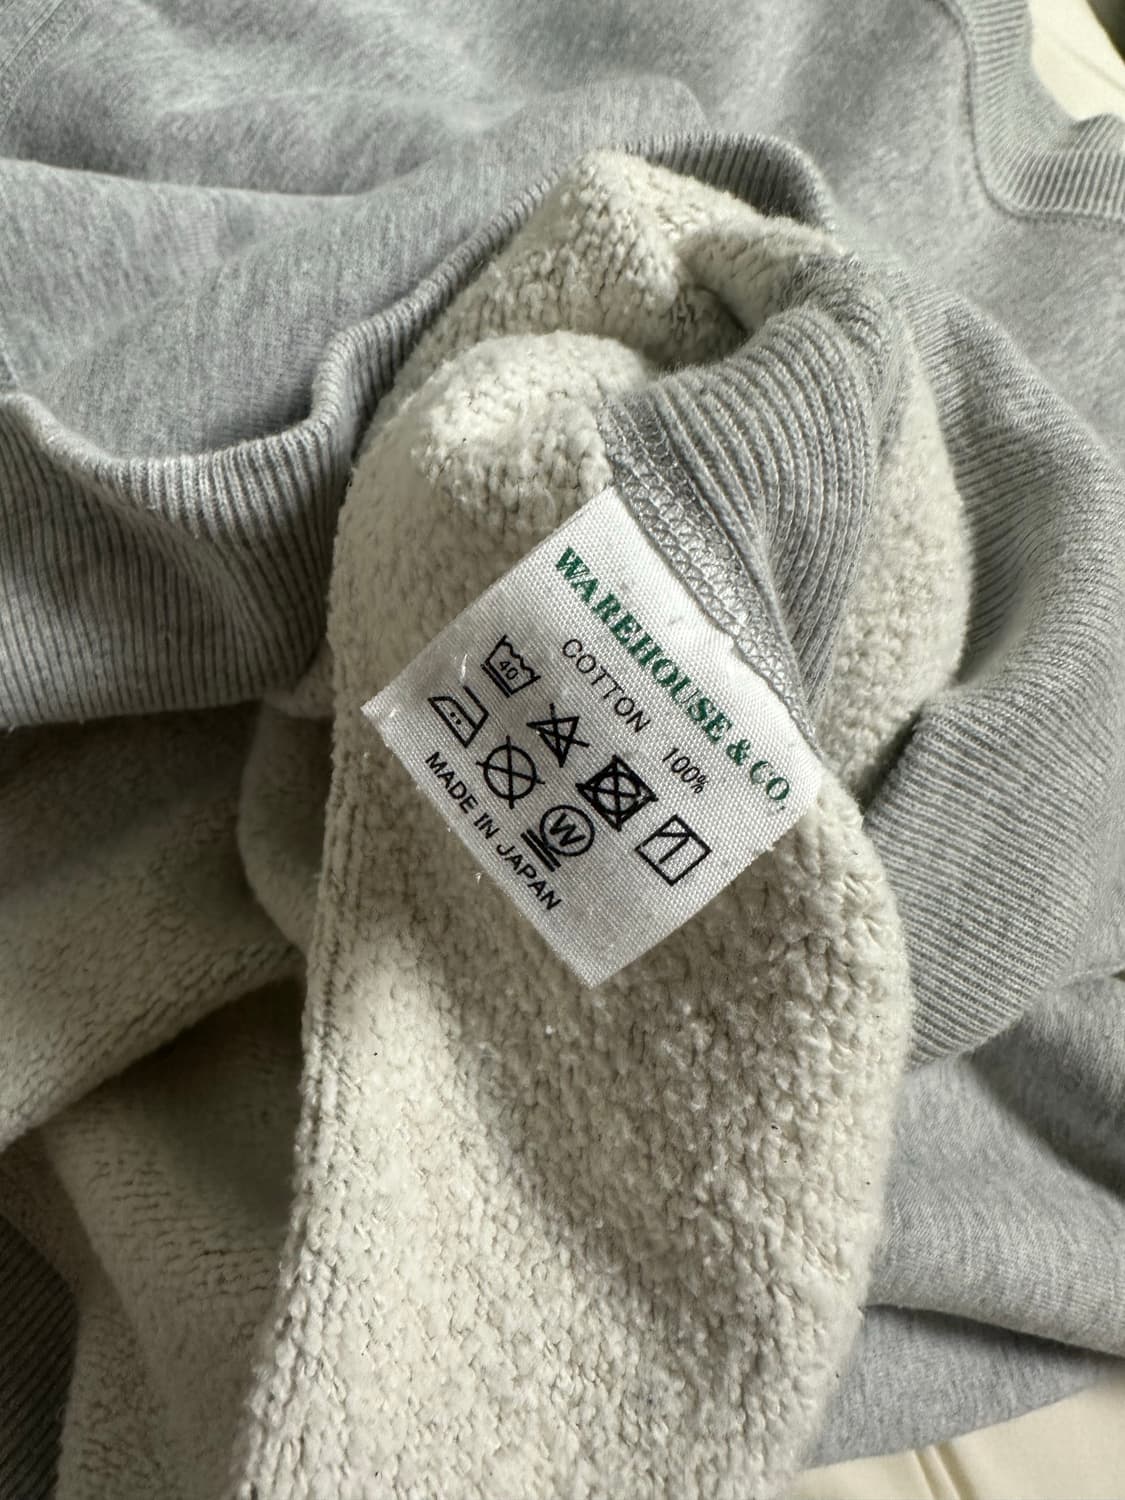 WAREHOUSE & CO.
COTTON 100%
40
W
MADE IN JAPAN